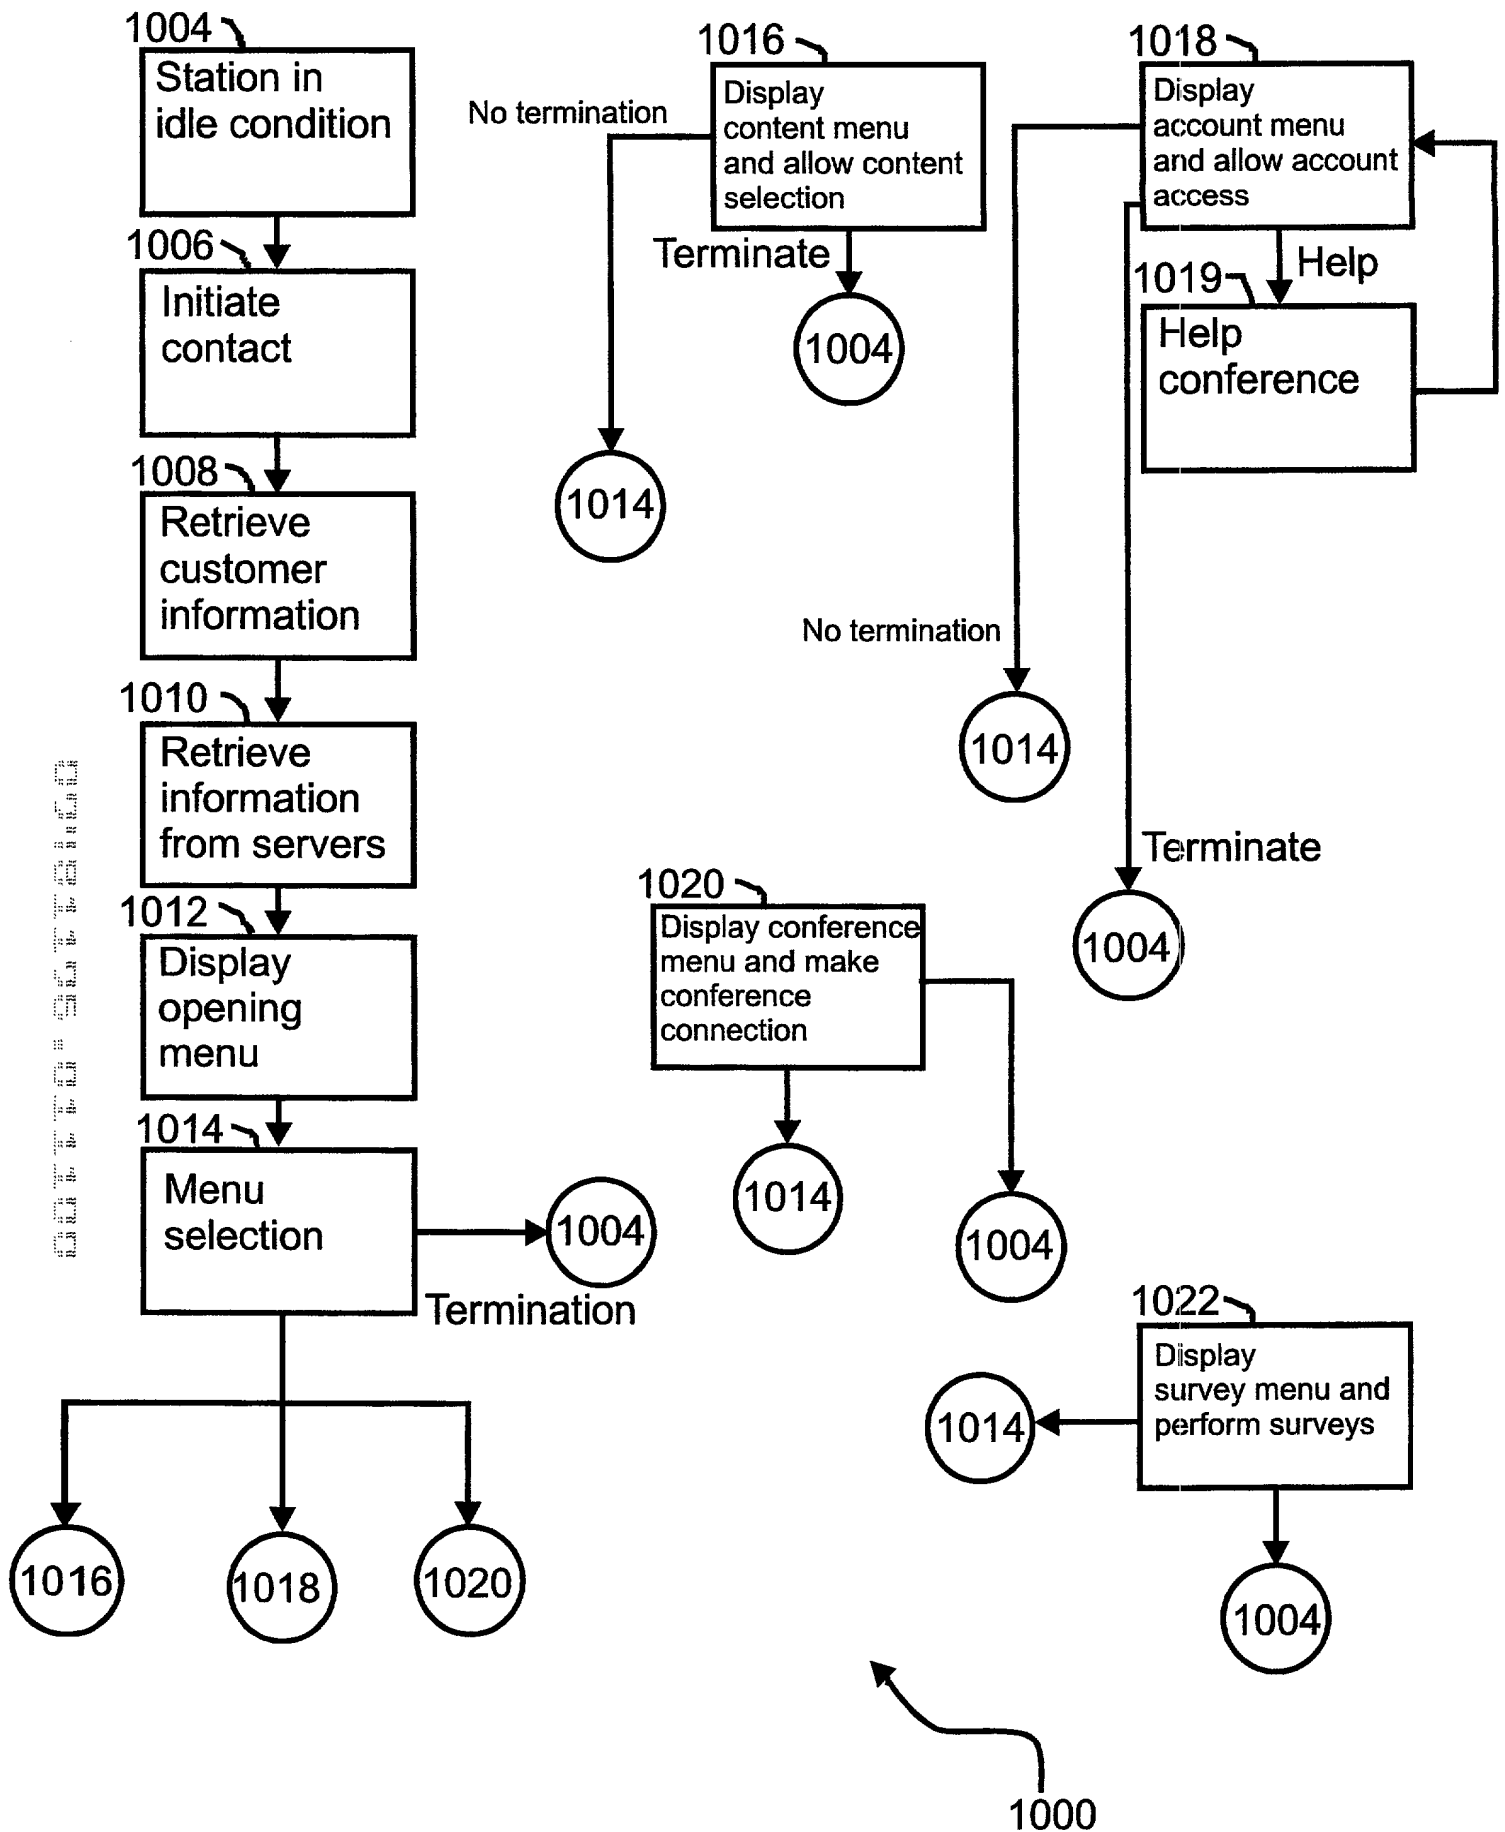 1004
Station in
idle condition
1006
Initiate
contact
1008
Retrieve
customer
information
1010
Retrieve
information
from servers
1012
Display
opening
menu
1014
Menu
selection
1004
Termination
1016
1018
1020
1016
Display
content menu
and allow content
selection
No termination
Terminate
1004
1014
1018
Display
account menu
and allow account
access
Help
1019
Help
conference
No termination
1014
Terminate
1004
1020
Display conference
menu and make
conference
connection
1014
1004
1022
Display
survey menu and
perform surveys
1014
1004
1000